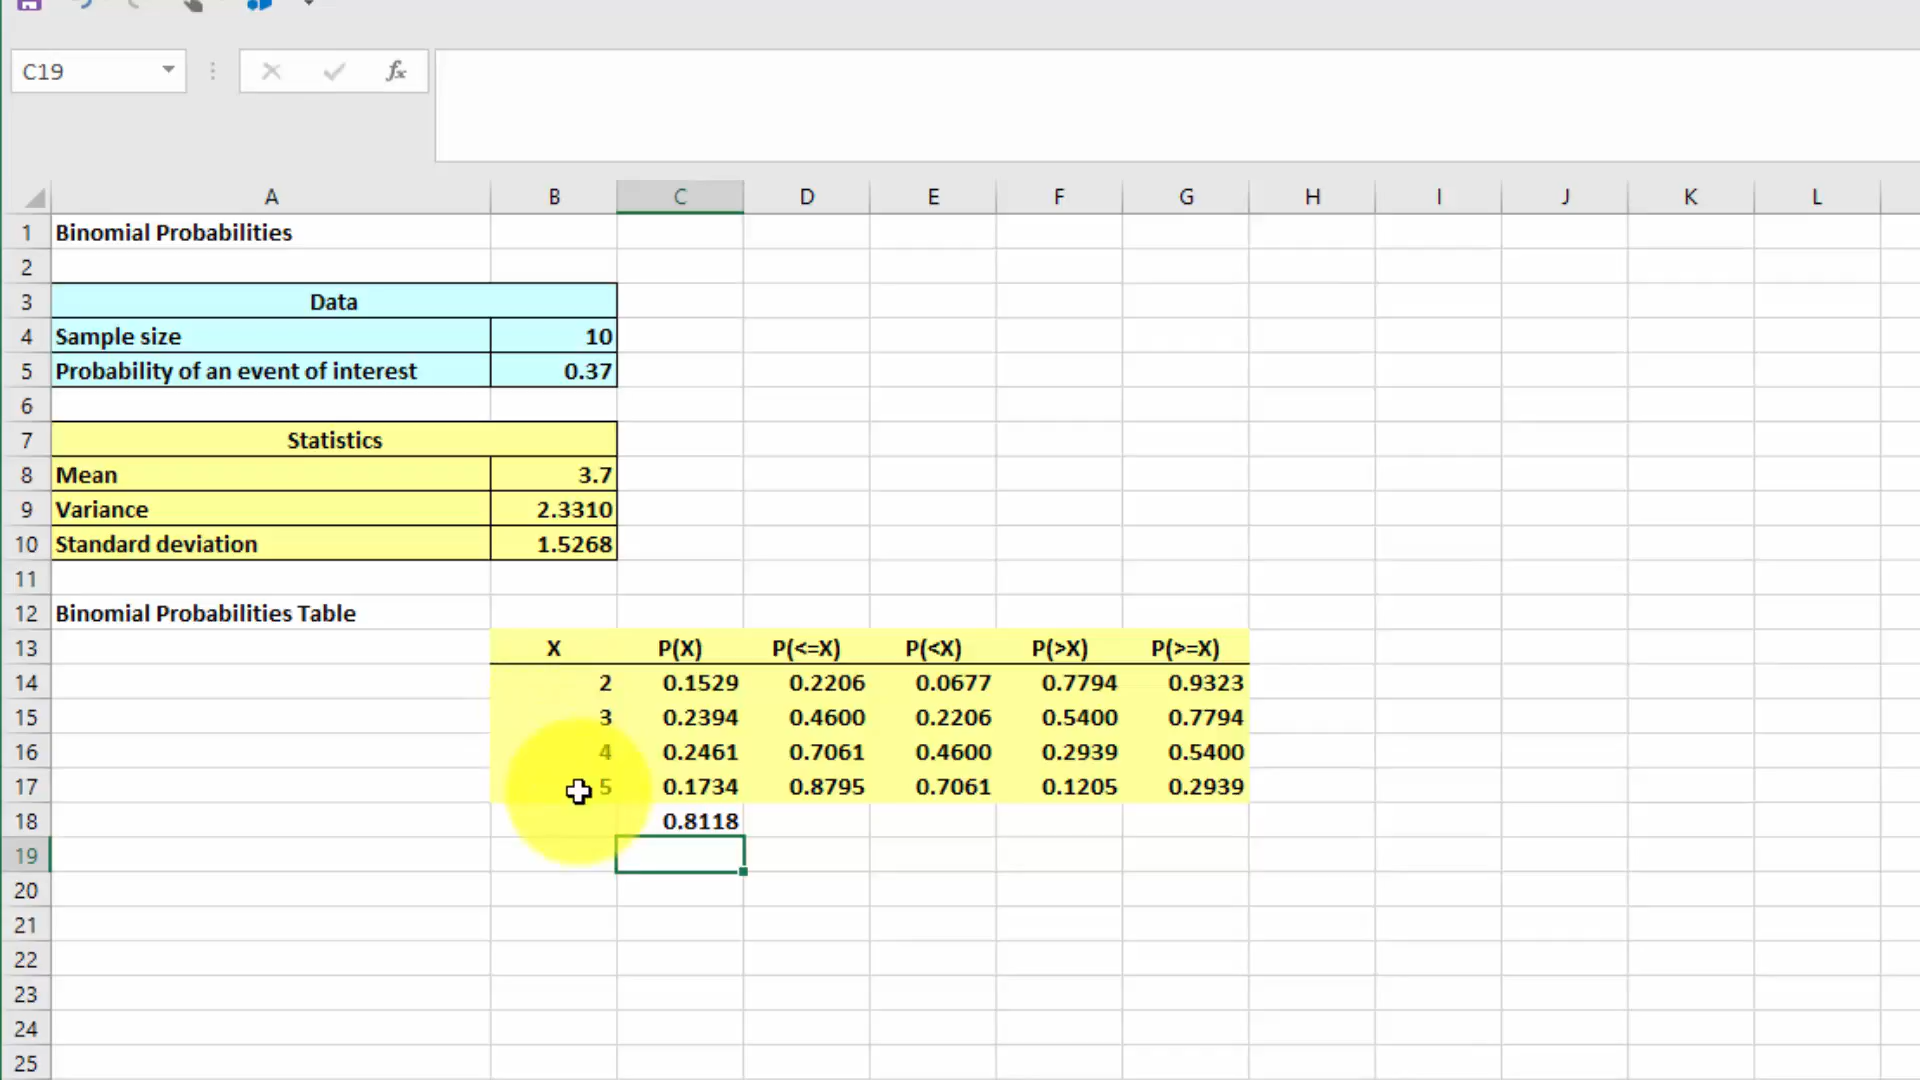 C19
fx
A B C D E F G H I J K L
1 Binomial Probabilities
2
3 Data
4 Sample size 10
5 Probability of an event of interest 0.37
6
7 Statistics
8 Mean 3.7
9 Variance 2.3310
10 Standard deviation 1.5268
11
12 Binomial Probabilities Table
13 X P(X) P(<=X) P(<X) P(>X) P(>=X)
14 2 0.1529 0.2206 0.0677 0.7794 0.9323
15 3 0.2394 0.4600 0.2206 0.5400 0.7794
16 4 0.2461 0.7061 0.4600 0.2939 0.5400
17 5 0.1734 0.8795 0.7061 0.1205 0.2939
18 0.8118
19
20
21
22
23
24
25